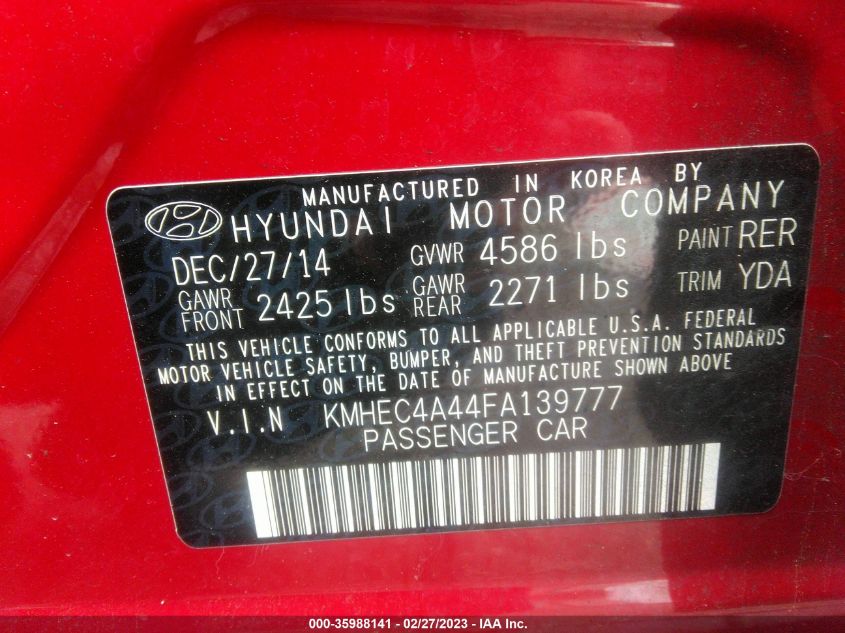 MANUFACTURED IN KOREA BY
HYUNDAI MOTOR COMPANY
DEC/27/14 GVWR 4586 lbs PAINT RER
GAWR FRONT 2425 lbs GAWR REAR 2271 lbs TRIM YDA
THIS VEHICLE CONFORMS TO ALL APPLICABLE U.S.A. FEDERAL
MOTOR VEHICLE SAFETY, BUMPER, AND THEFT PREVENTION STANDARDS
IN EFFECT ON THE DATE OF MANUFACTURE SHOWN ABOVE
V.I.N KMHEC4A44FA139777
PASSENGER CAR
000-35988141 - 02/27/2023 - IAA Inc.